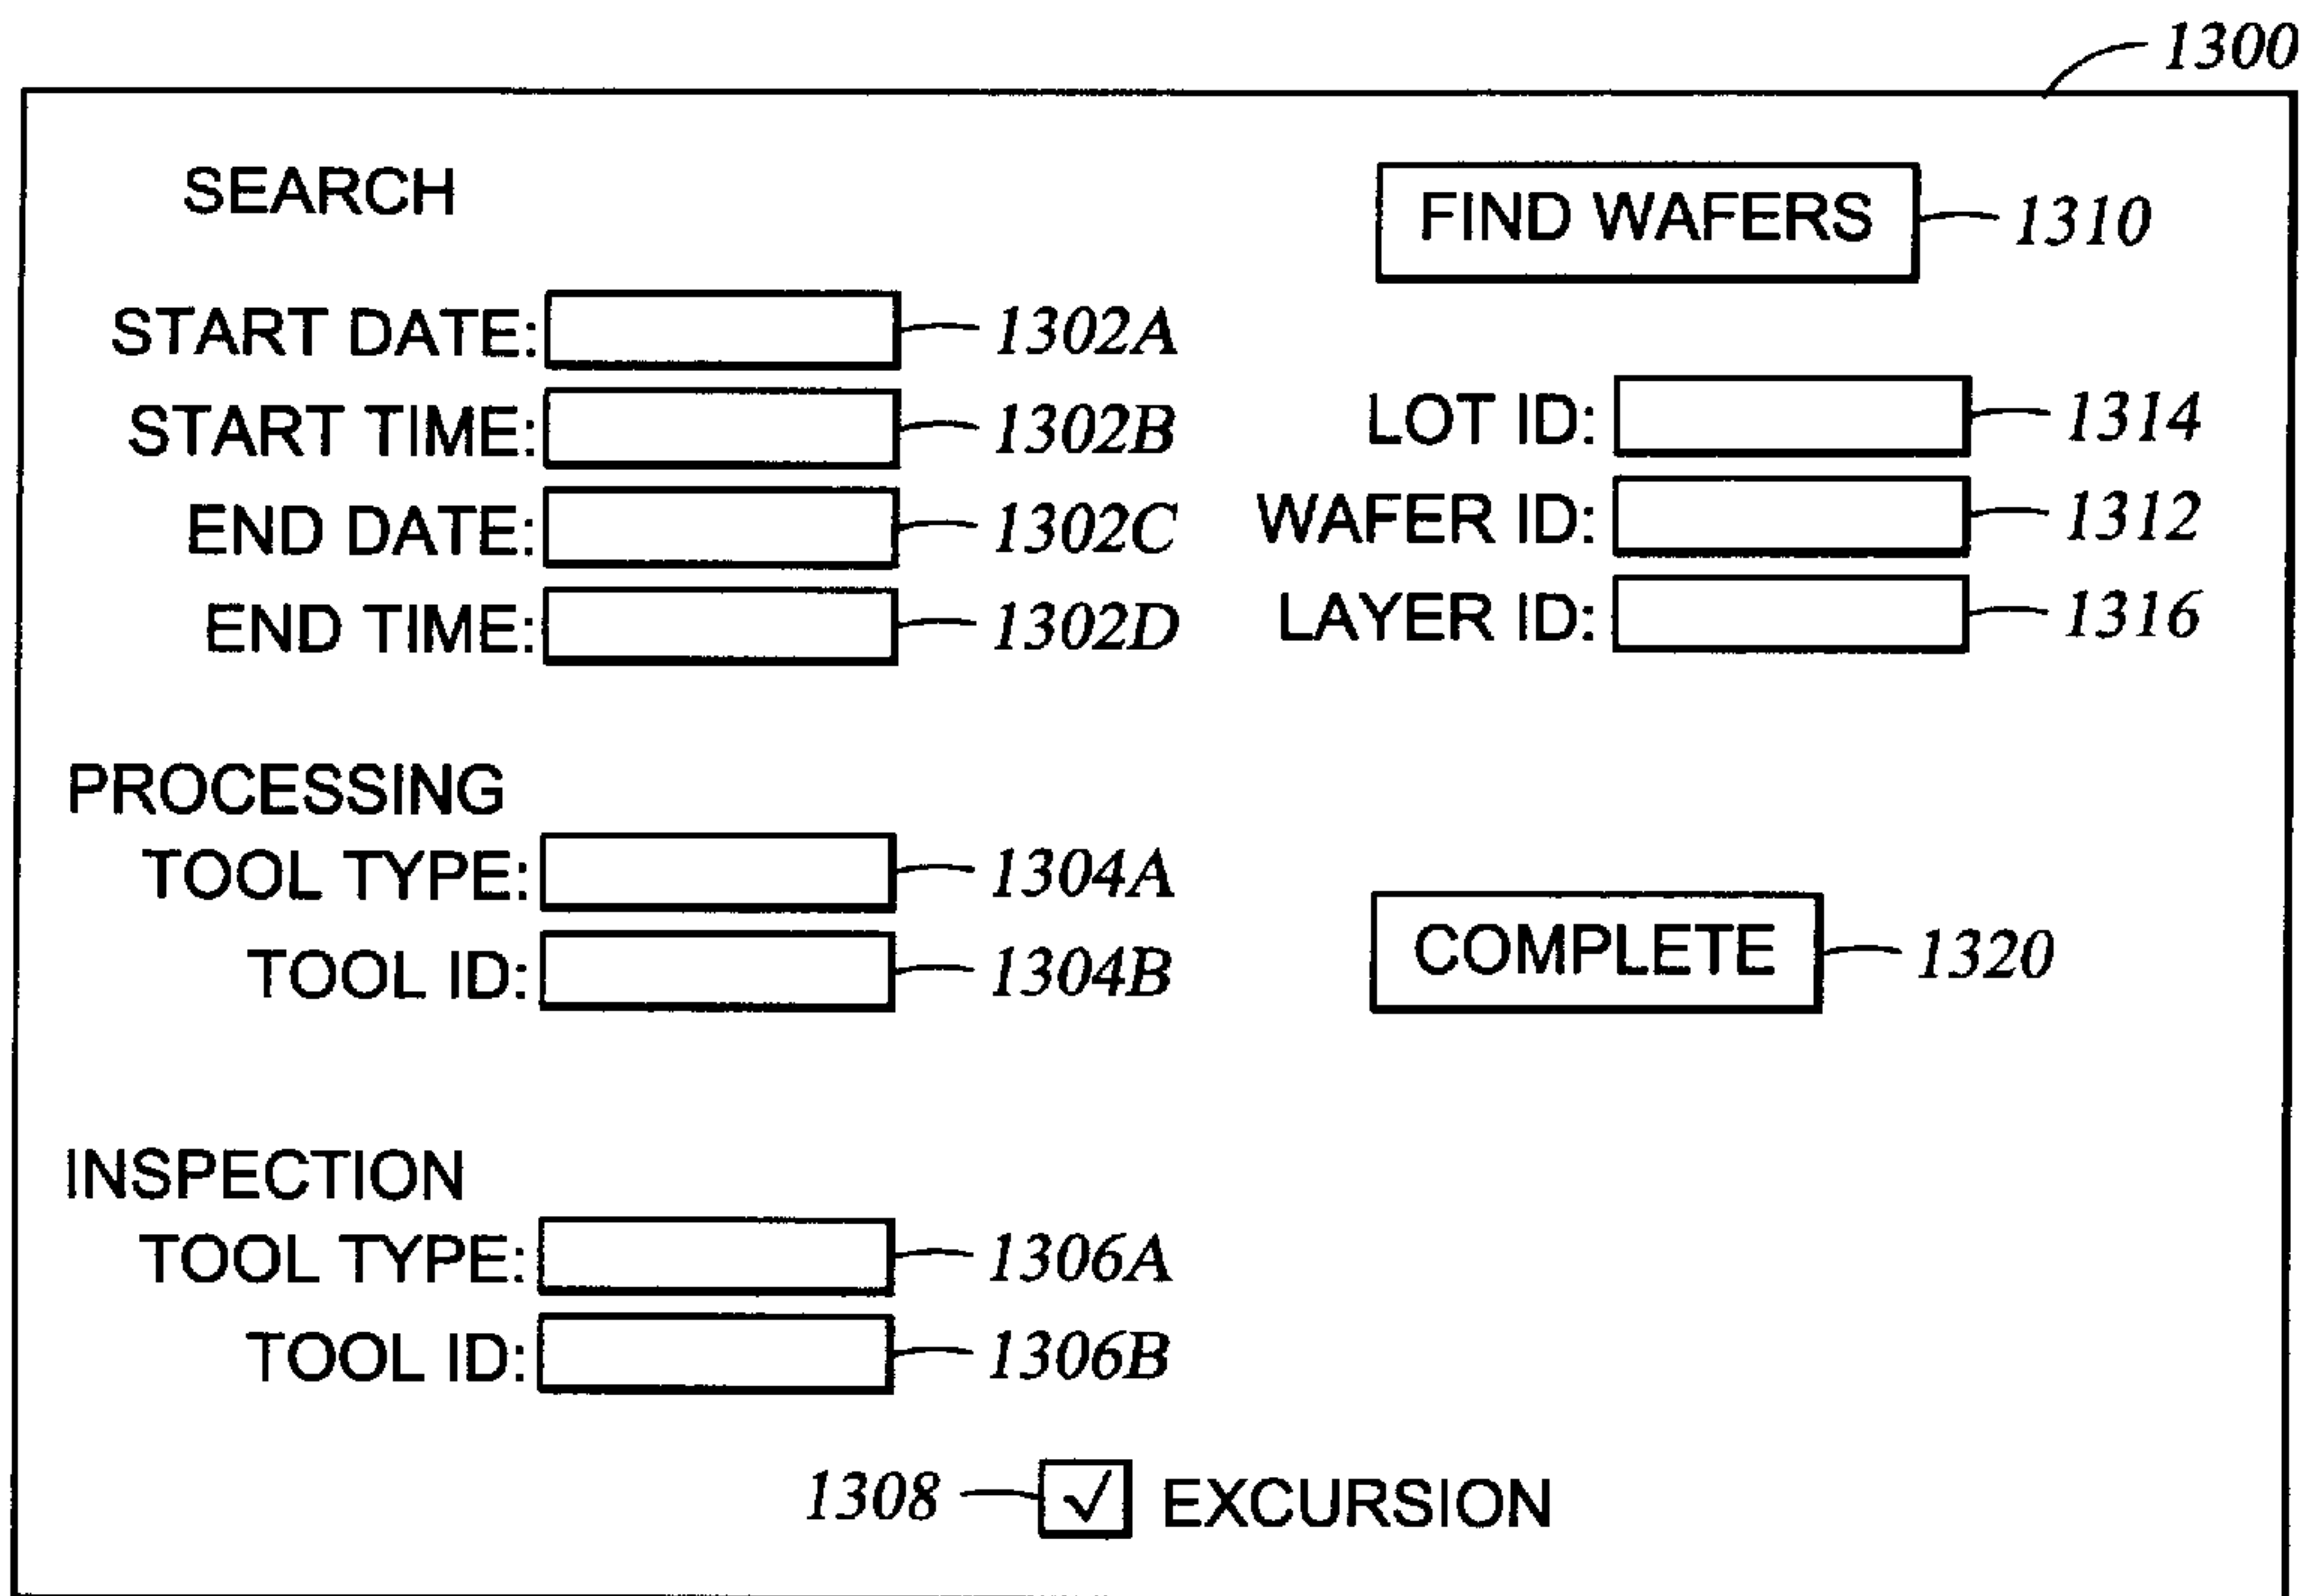 1300
SEARCH
FIND WAFERS 1310
START DATE: 1302A
START TIME: 1302B
END DATE: 1302C
END TIME: 1302D
LOT ID: 1314
WAFER ID: 1312
LAYER ID: 1316
PROCESSING
TOOL TYPE: 1304A
TOOL ID: 1304B
COMPLETE 1320
INSPECTION
TOOL TYPE: 1306A
TOOL ID: 1306B
1308 ✓ EXCURSION